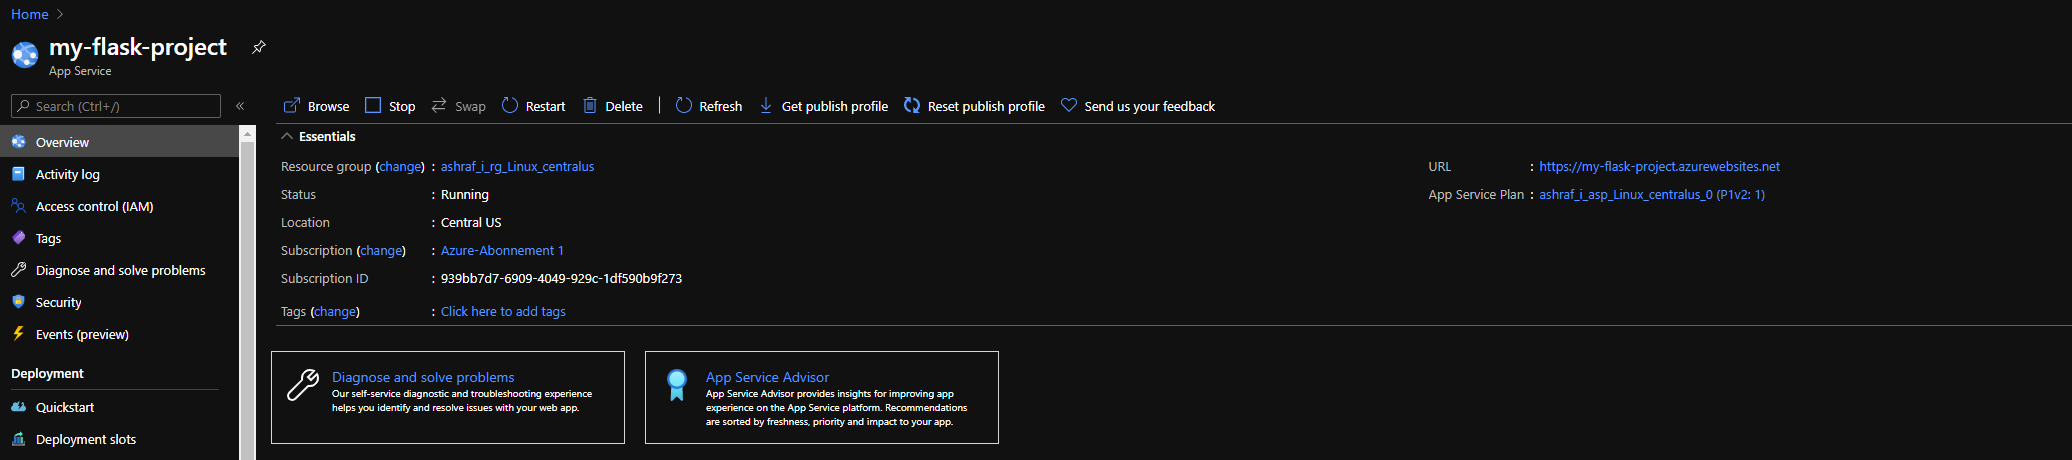 Home >
my-flask-project
App Service
Search (Ctrl+/)
«
Overview
Activity log
Access control (IAM)
Tags
Diagnose and solve problems
Security
Events (preview)
Deployment
Quickstart
Deployment slots
Browse Stop Swap Restart Delete | Refresh Get publish profile Reset publish profile Send us your feedback
Essentials
Resource group (change) : ashraf_i_rg_Linux_centralus
Status : Running
Location : Central US
Subscription (change) : Azure-Abonnement 1
Subscription ID : 939bb7d7-6909-4049-929c-1df590b9f273
Tags (change) : Click here to add tags
URL : https://my-flask-project.azurewebsites.net
App Service Plan : ashraf_i_asp_Linux_centralus_0 (P1v2: 1)
Diagnose and solve problems
Our self-service diagnostic and troubleshooting experience
helps you identify and resolve issues with your web app.
App Service Advisor
App Service Advisor provides insights for improving app
experience on the App Service platform. Recommendations
are sorted by freshness, priority and impact to your app.